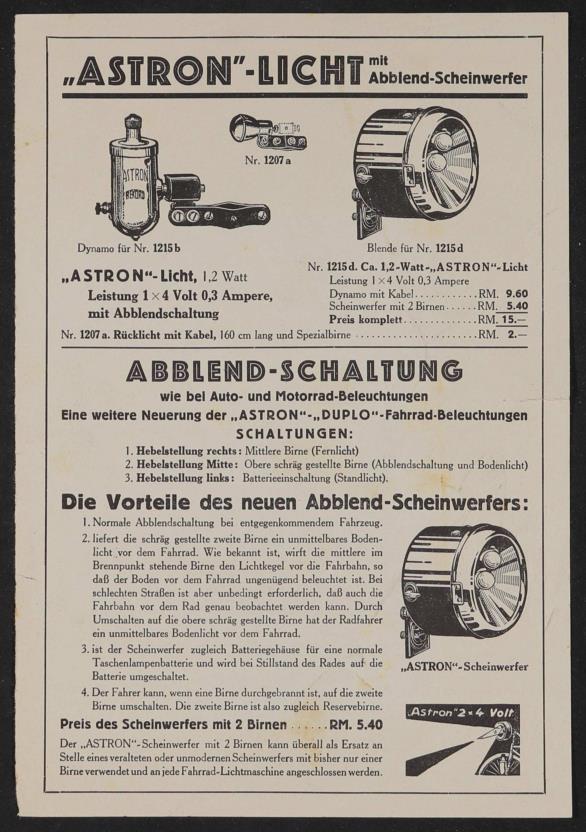 „ASTRON”-LICHT mit
Abblend-Scheinwerfer
ASTRON
REKORD
Nr. 1207 a
Dynamo für Nr. 1215 b
Blende für Nr. 1215 d
„ASTRON“-Licht, 1,2 Watt
Leistung 1×4 Volt 0,3 Ampere,
mit Abblendschaltung
Nr. 1215 d. Ca. 1,2-Watt-„ASTRON“-Licht
Leistung 1×4 Volt 0,3 Ampere
Dynamo mit Kabel............RM. 9.60
Scheinwerfer mit 2 Birnen......RM. 5.40
Preis komplett.............RM. 15.—
Nr. 1207 a. Rücklicht mit Kabel, 160 cm lang und Spezialbirne ....................RM. 2.—
ABBLEND-SCHALTUNG
wie bei Auto- und Motorrad-Beleuchtungen
Eine weitere Neuerung der „ASTRON“-„DUPLO“-Fahrrad-Beleuchtungen
SCHALTUNGEN:
1. Hebelstellung rechts: Mittlere Birne (Fernlicht)
2. Hebelstellung Mitte: Obere schräg gestellte Birne (Abblendschaltung und Bodenlicht)
3. Hebelstellung links: Batterieeinschaltung (Standlicht).
Die Vorteile des neuen Abblend-Scheinwerfers:
1. Normale Abblendschaltung bei entgegenkommendem Fahrzeug.
2. liefert die schräg gestellte zweite Birne ein unmittelbares Boden-
licht vor dem Fahrrad. Wie bekannt ist, wirft die mittlere im
Brennpunkt stehende Birne den Lichtkegel vor die Fahrbahn, so
daß der Boden vor dem Fahrrad ungenügend beleuchtet ist. Bei
schlechten Straßen ist aber unbedingt erforderlich, daß auch die
Fahrbahn vor dem Rad genau beobachtet werden kann. Durch
Umschalten auf die obere schräg gestellte Birne hat der Radfahrer
ein unmittelbares Bodenlicht vor dem Fahrrad.
3. ist der Scheinwerfer zugleich Batteriegehäuse für eine normale
Taschenlampenbatterie und wird bei Stillstand des Rades auf die
Batterie umgeschaltet.
4. Der Fahrer kann, wenn eine Birne durchgebrannt ist, auf die zweite
Birne umschalten. Die zweite Birne ist also zugleich Reservebirne.
Preis des Scheinwerfers mit 2 Birnen ......RM. 5.40
Der „ASTRON“-Scheinwerfer mit 2 Birnen kann überall als Ersatz an
Stelle eines veralteten oder unmodernen Scheinwerfers mit bisher nur einer
Birne verwendet und an jede Fahrrad-Lichtmaschine angeschlossen werden.
„ASTRON“-Scheinwerfer
„Astron“ 2×4 Volt